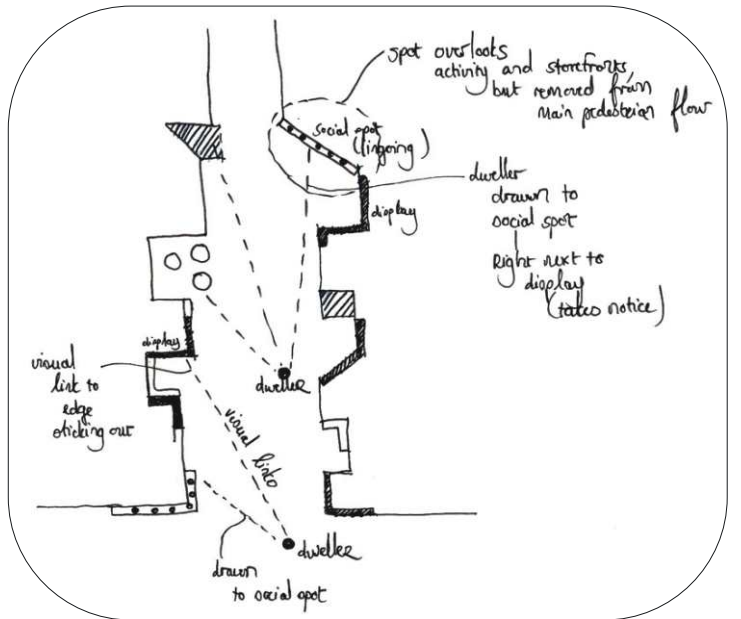 spot overlooks
activity and storefronts,
but removed from
main pedestrian flow
social spot
(lingering)
dweller
drawn to
social spot
Right next to
display
(takes notice)
display
display
visual
link to
edge
sticking out
dweller
visual links
dweller
drawn
to social spot